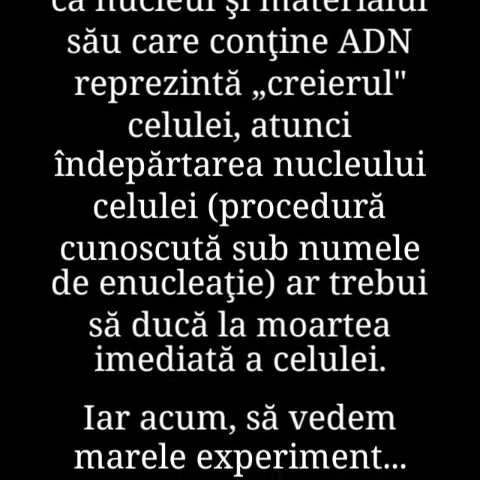 că nucleul şi materialul
său care conţine ADN
reprezintă „creierul"
celulei, atunci
îndepărtarea nucleului
celulei (procedură
cunoscută sub numele
de enucleaţie) ar trebui
să ducă la moartea
imediată a celulei.
Iar acum, să vedem
marele experiment...